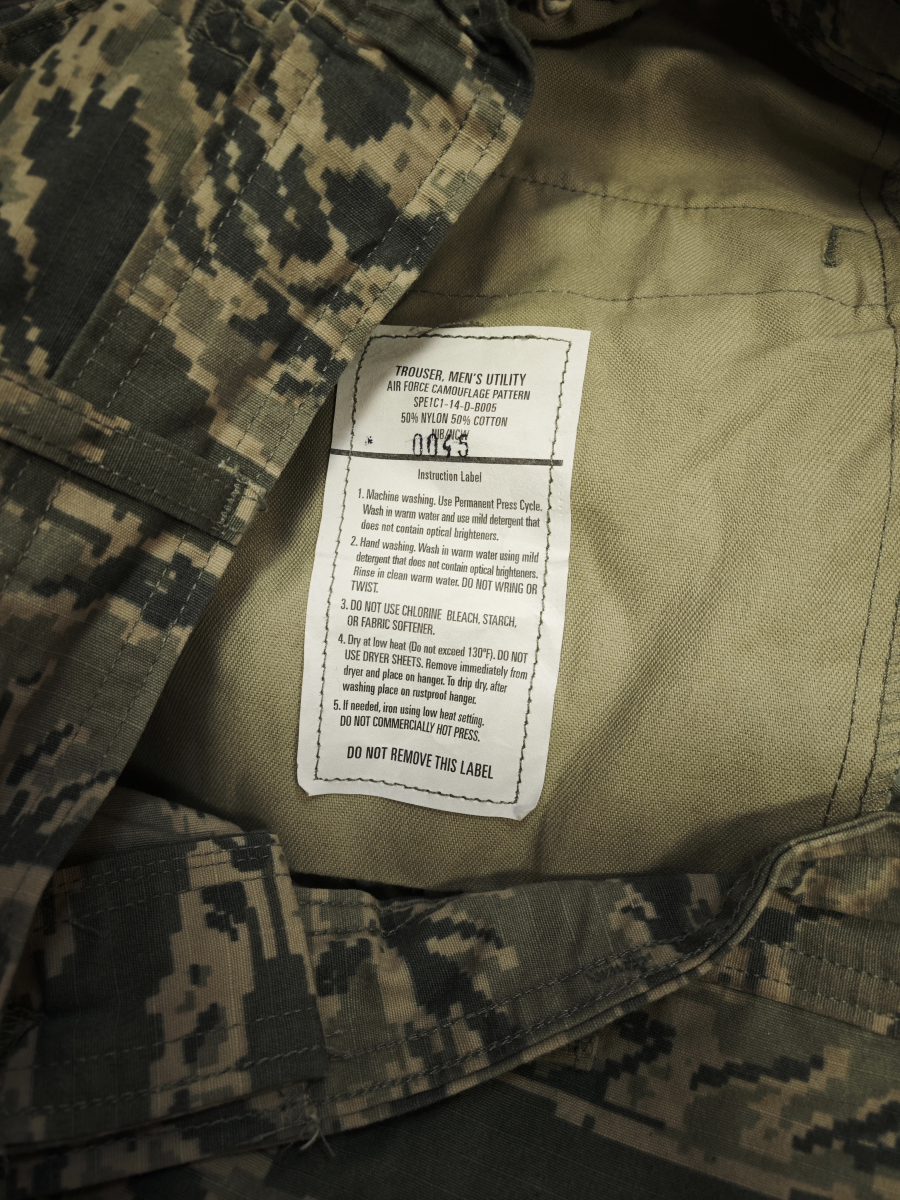 TROUSER, MEN'S UTILITY
AIR FORCE CAMOUFLAGE PATTERN
SPE1C1-14-D-B005
50% NYLON 50% COTTON
NIB/NCW
0045
Instruction Label
1. Machine washing. Use Permanent Press Cycle.
Wash in warm water and use mild detergent that
does not contain optical brighteners.
2. Hand washing. Wash in warm water using mild
detergent that does not contain optical brighteners.
Rinse in clean warm water. DO NOT WRING OR
TWIST.
3. DO NOT USE CHLORINE BLEACH, STARCH,
OR FABRIC SOFTENER.
4. Dry at low heat (Do not exceed 130°F). DO NOT
USE DRYER SHEETS. Remove immediately from
dryer and place on hanger. To drip dry, after
washing place on rustproof hanger.
5. If needed, iron using low heat setting.
DO NOT COMMERCIALLY HOT PRESS.
DO NOT REMOVE THIS LABEL